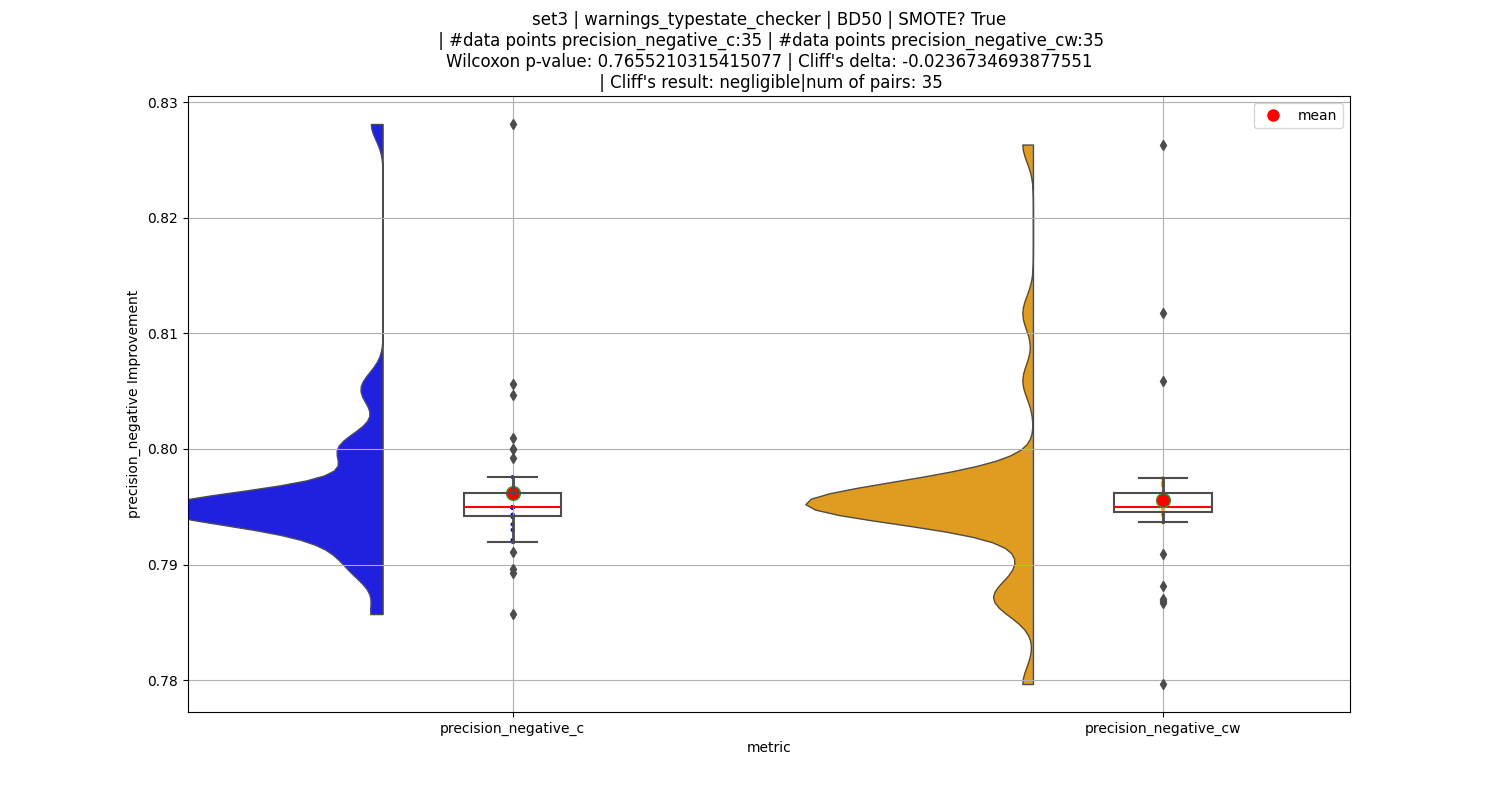 set3 | warnings_typestate_checker | BD50 | SMOTE? True
| #data points precision_negative_c:35 | #data points precision_negative_cw:35
Wilcoxon p-value: 0.7655210315415077 | Cliff's delta: -0.0236734693877551
| Cliff's result: negligible|num of pairs: 35
mean
0.83
0.82
0.81
0.80
0.79
0.78
precision_negative Improvement
precision_negative_c
precision_negative_cw
metric